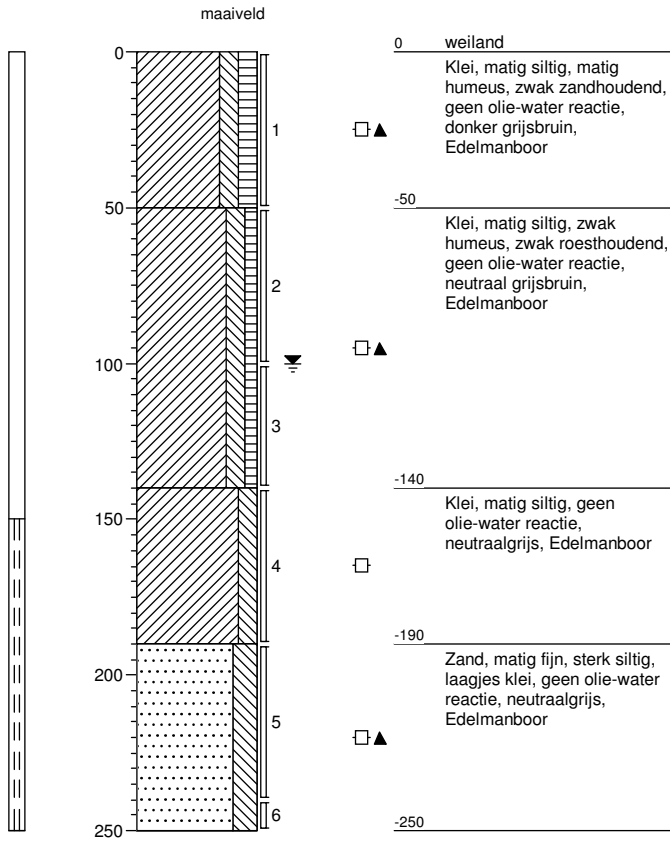 maaiveld
0
50
100
150
200
250
1
2
3
4
5
6
0 weiland
Klei, matig siltig, matig
humeus, zwak zandhoudend,
geen olie-water reactie,
donker grijsbruin,
Edelmanboor
-50
Klei, matig siltig, zwak
humeus, zwak roesthoudend,
geen olie-water reactie,
neutraal grijsbruin,
Edelmanboor
-140
Klei, matig siltig, geen
olie-water reactie,
neutraalgrijs, Edelmanboor
-190
Zand, matig fijn, sterk siltig,
laagjes klei, geen olie-water
reactie, neutraalgrijs,
Edelmanboor
-250